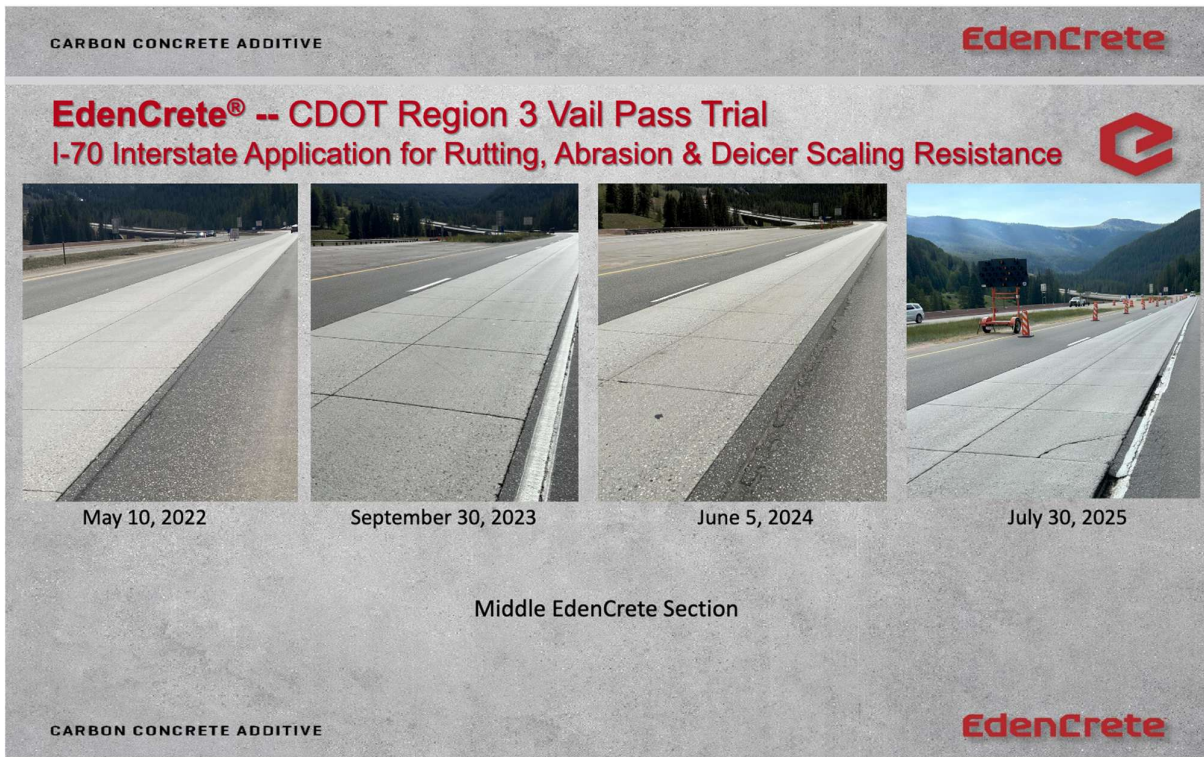 CARBON CONCRETE ADDITIVE
EdenCrete
EdenCrete® -- CDOT Region 3 Vail Pass Trial
I-70 Interstate Application for Rutting, Abrasion & Deicer Scaling Resistance
May 10, 2022
September 30, 2023
June 5, 2024
July 30, 2025
Middle EdenCrete Section
CARBON CONCRETE ADDITIVE
EdenCrete